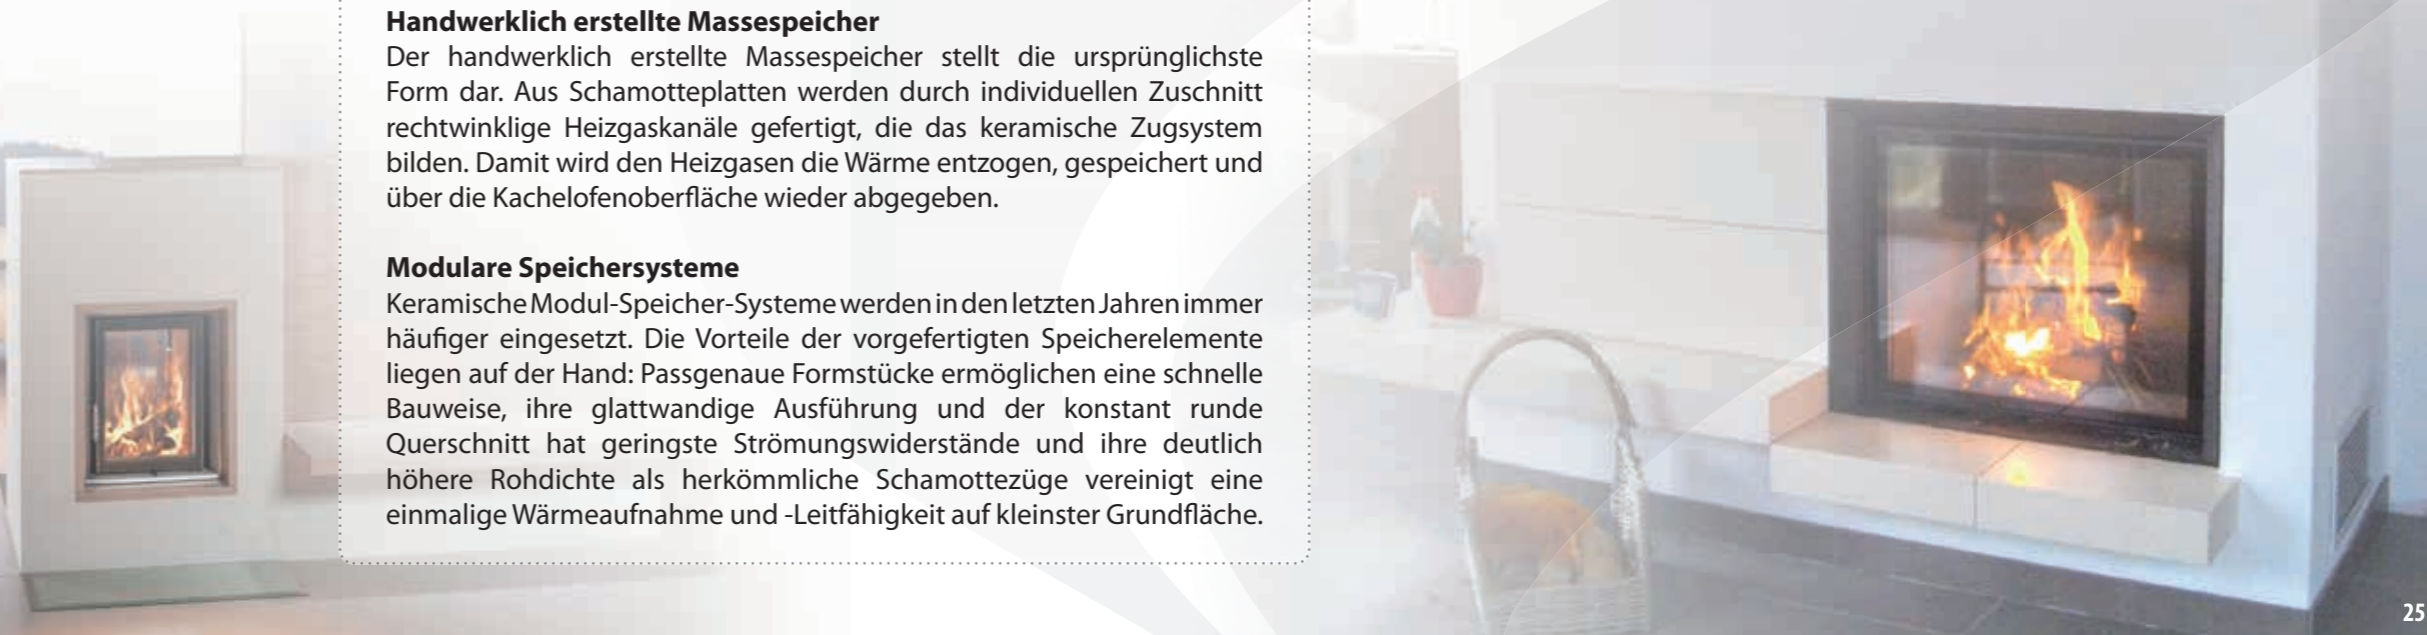 Handwerklich erstellte Massespeicher
Der handwerklich erstellte Massespeicher stellt die ursprünglichste
Form dar. Aus Schamotteplatten werden durch individuellen Zuschnitt
rechtwinklige Heizgaskanäle gefertigt, die das keramische Zugsystem
bilden. Damit wird den Heizgasen die Wärme entzogen, gespeichert und
über die Kachelofenoberfläche wieder abgegeben.
Modulare Speichersysteme
Keramische Modul-Speicher-Systeme werden in den letzten Jahren immer
häufiger eingesetzt. Die Vorteile der vorgefertigten Speicherelemente
liegen auf der Hand: Passgenaue Formstücke ermöglichen eine schnelle
Bauweise, ihre glattwandige Ausführung und der konstant runde
Querschnitt hat geringste Strömungswiderstände und ihre deutlich
höhere Rohdichte als herkömmliche Schamottezüge vereinigt eine
einmalige Wärmeaufnahme und -Leitfähigkeit auf kleinster Grundfläche.
25